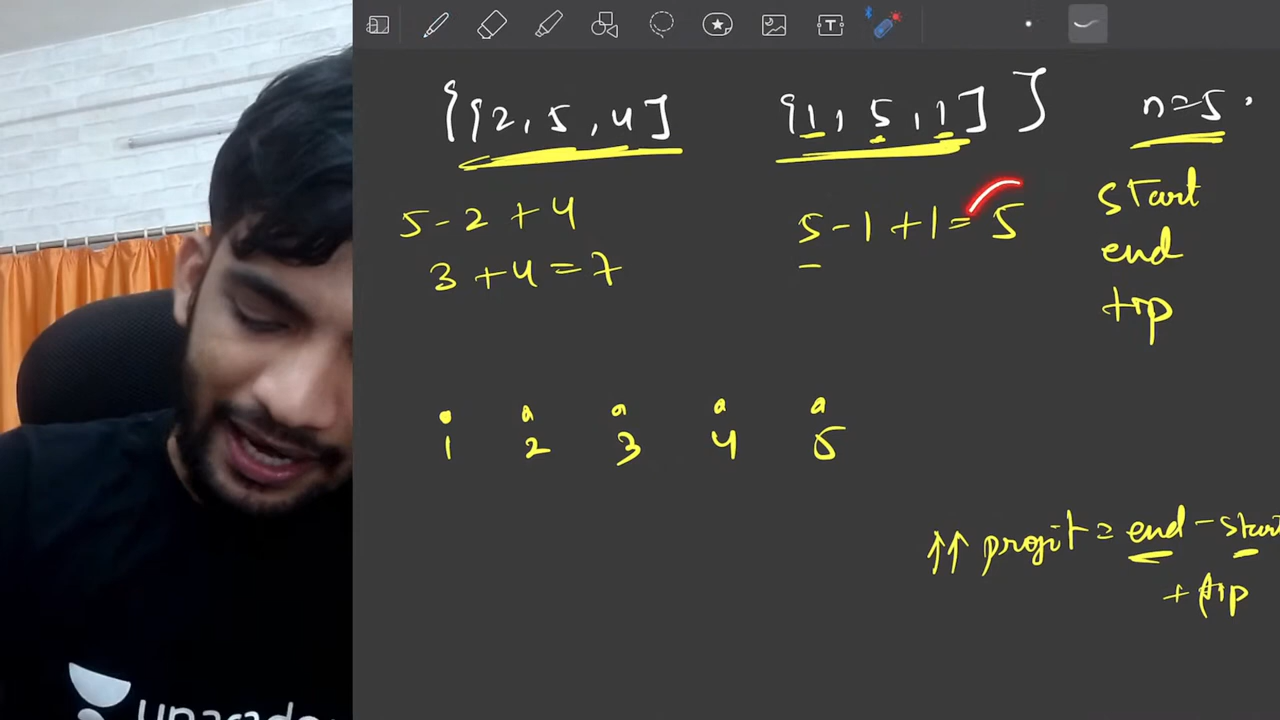 {[2, 5, 4] [1, 5, 1]} n=5.
5-2+4
3+4=7
5-1+1=5
start
end
tip
1 2 3 4 5
↑↑ profit = end - start
+ tip